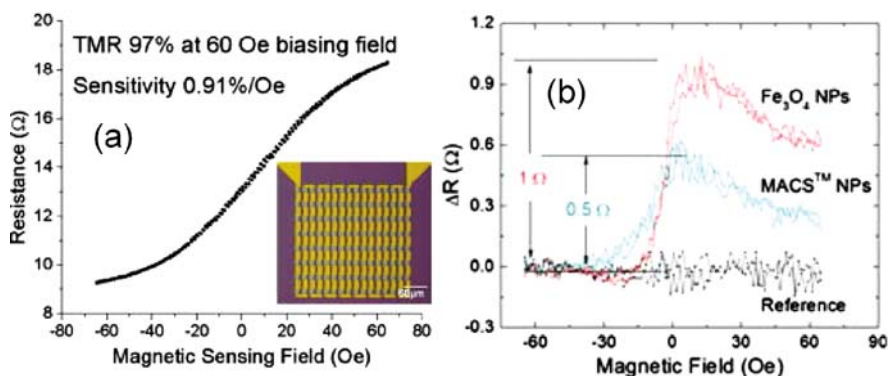 TMR 97% at 60 Oe biasing field
Sensitivity 0.91%/Oe
(a)
Resistance (Ω)
20
18
16
14
12
10
8
-80 -60 -40 -20 0 20 40 60 80
Magnetic Sensing Field (Oe)
(b)
ΔR (Ω)
1.2
0.9
0.6
0.3
0.0
-0.3
1 Ω
0.5 Ω
Fe₃O₄ NPs
MACS™ NPs
Reference
-60 -30 0 30 60 90
Magnetic Field (Oe)